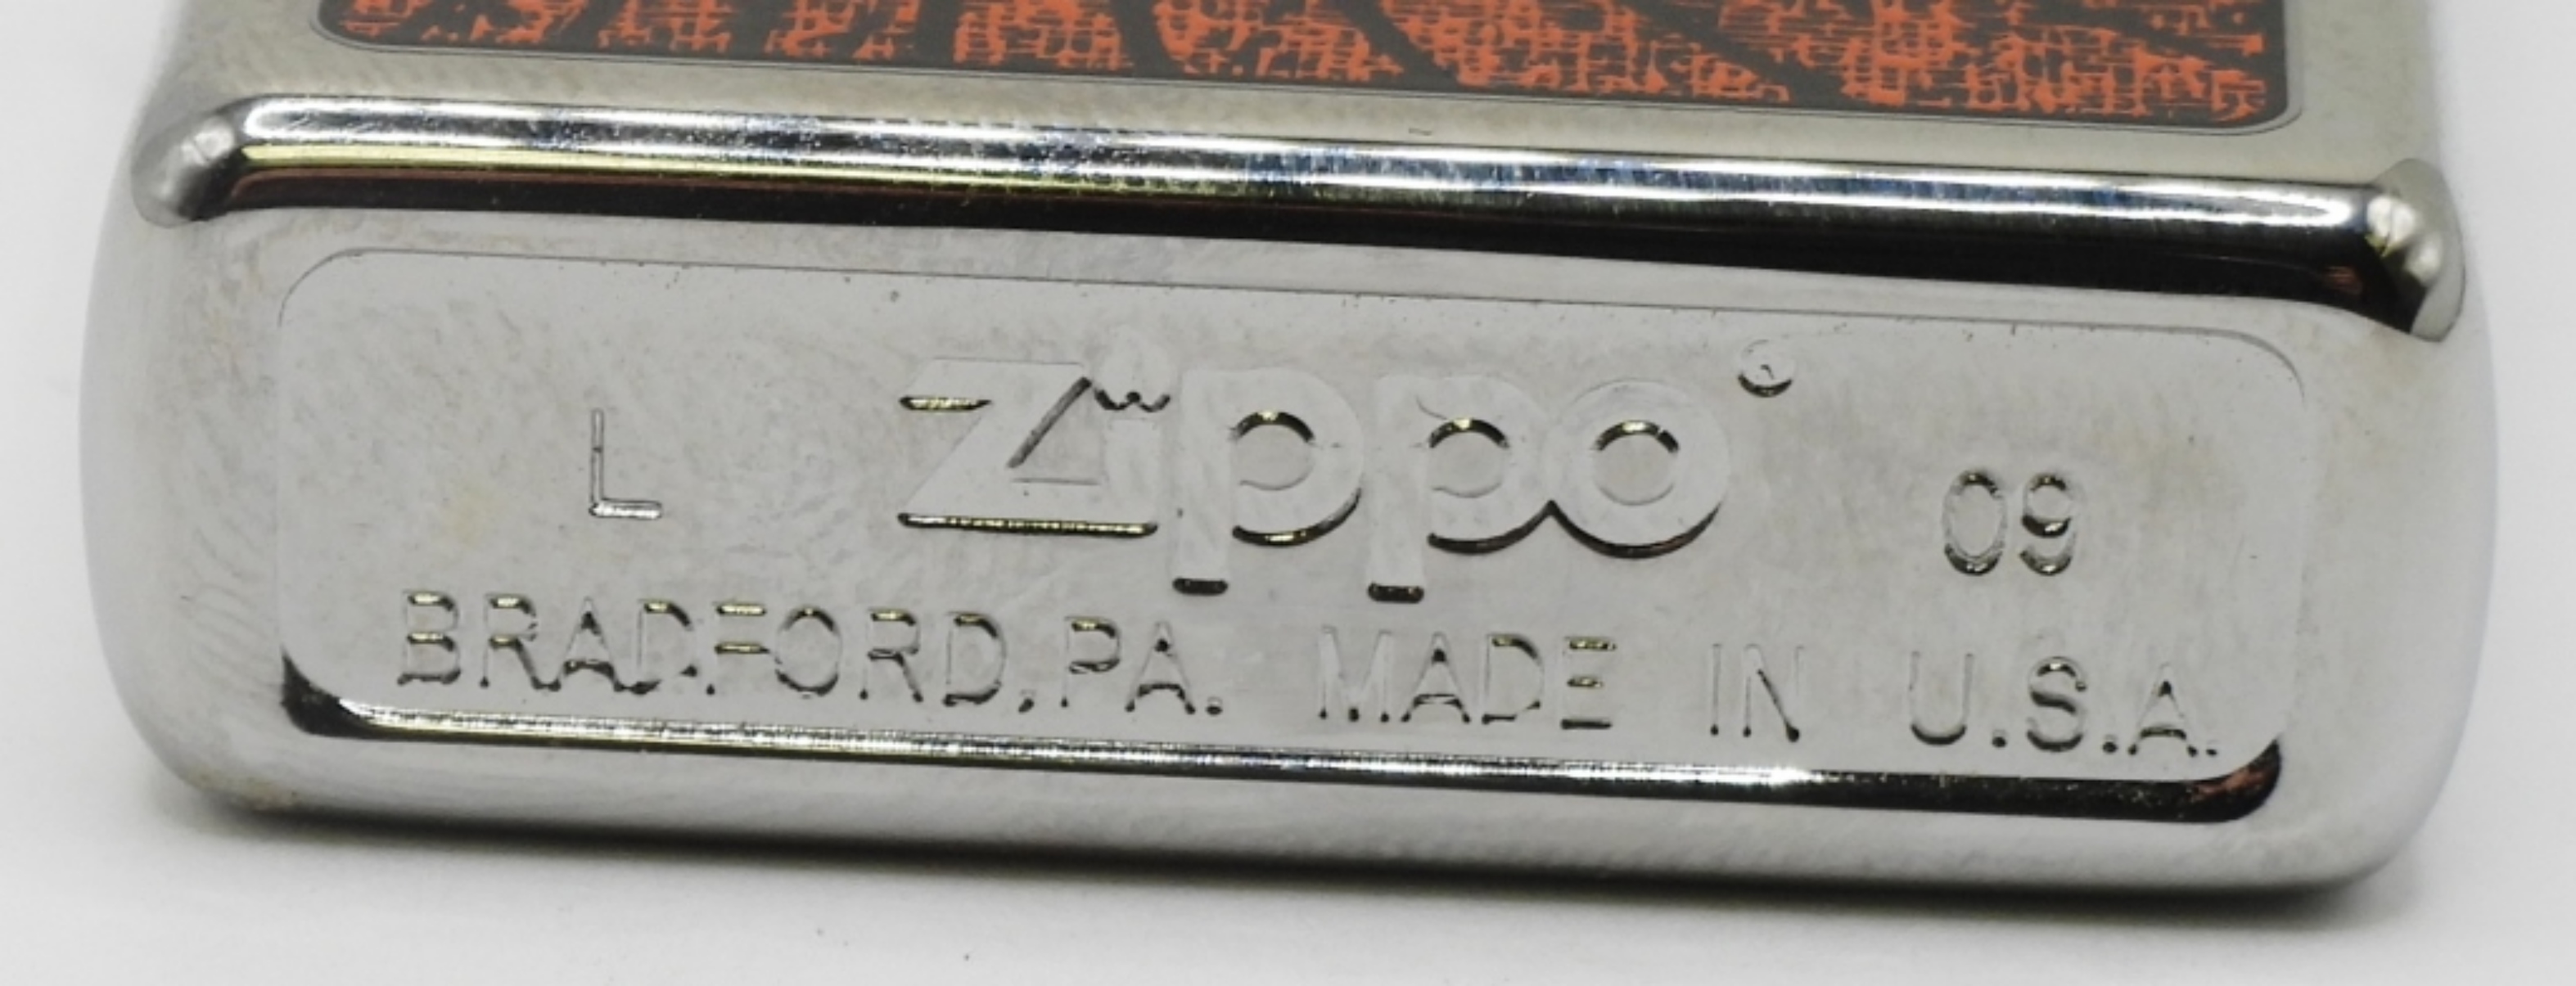 L Zippo® 09
BRADFORD,PA. MADE IN U.S.A.